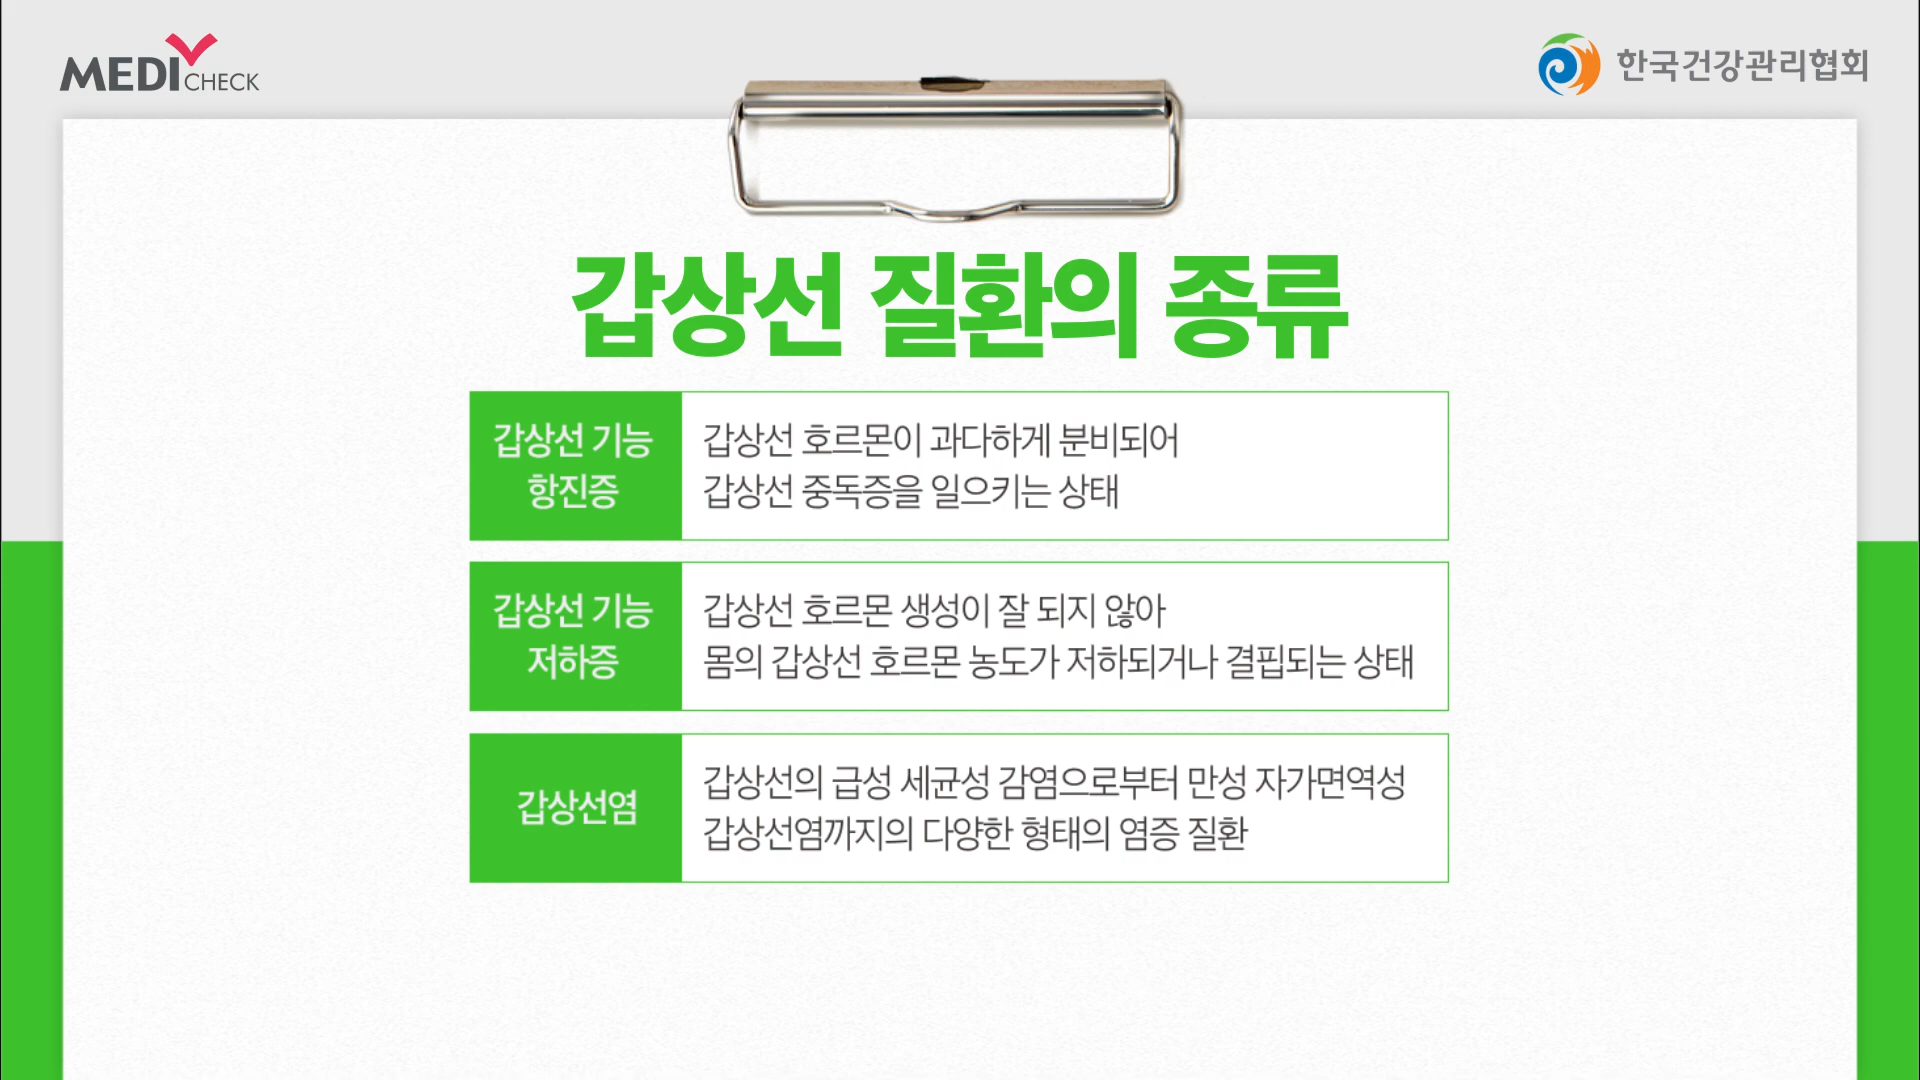 MEDI CHECK
한국건강관리협회
갑상선 질환의 종류
갑상선 기능
항진증
갑상선 호르몬이 과다하게 분비되어
갑상선 중독증을 일으키는 상태
갑상선 기능
저하증
갑상선 호르몬 생성이 잘 되지 않아
몸의 갑상선 호르몬 농도가 저하되거나 결핍되는 상태
갑상선염
갑상선의 급성 세균성 감염으로부터 만성 자가면역성
갑상선염까지의 다양한 형태의 염증 질환